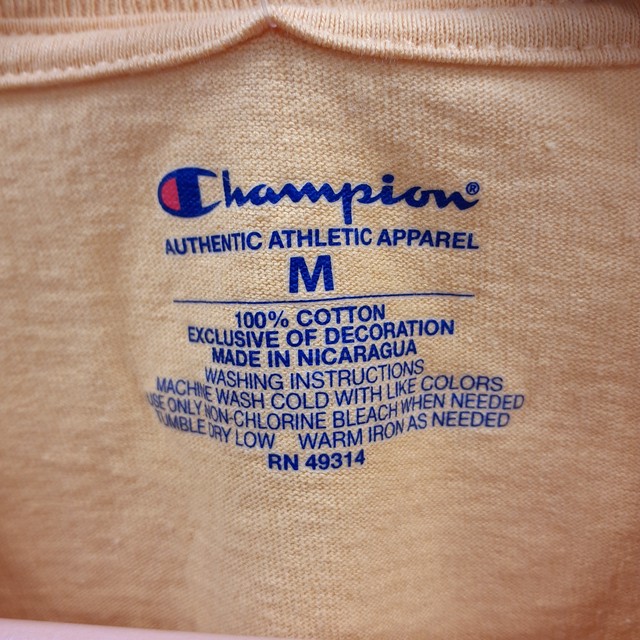 Champion®
AUTHENTIC ATHLETIC APPAREL
M
100% COTTON
EXCLUSIVE OF DECORATION
MADE IN NICARAGUA
WASHING INSTRUCTIONS
MACHINE WASH COLD WITH LIKE COLORS
USE ONLY NON-CHLORINE BLEACH WHEN NEEDED
TUMBLE DRY LOW WARM IRON AS NEEDED
RN 49314